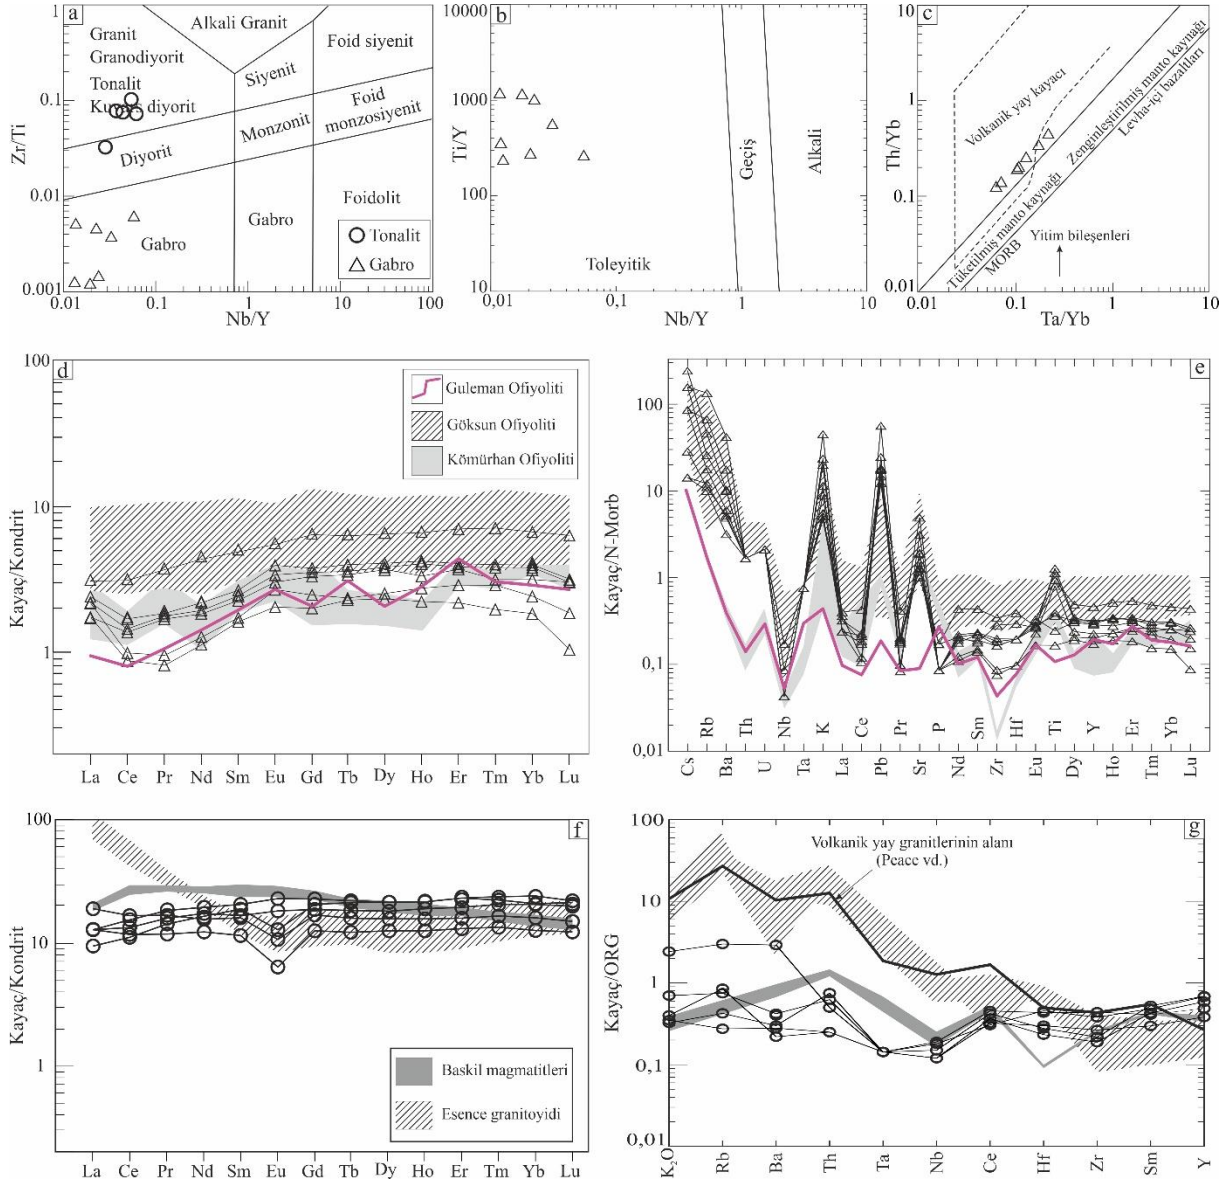 a
Zr/Ti
1
0.1
0.01
0.001
Granit
Granodiyorit
Tonalit
Kuvars diyorit
Alkali Granit
Siyenit
Foid siyenit
Diyorit
Monzonit
Foid
monzosiyenit
Gabro
Gabro
Foidolit
Tonalit
Gabro
0.01
0.1
1
10
100
Nb/Y
b
Ti/Y
10000
1000
100
10
Toleyitik
Geçiş
Alkali
0.01
0,1
1
10
Nb/Y
c
Th/Yb
10
1
0.1
0.01
Volkanik yay kayacı
Zenginleştirilmiş manto kaynağı
Levha-içi bazaltları
Tüketilmiş manto kaynağı
MORB
Yitim bileşenleri
0.01
0.1
1
10
Ta/Yb
d
Kayaç/Kondrit
100
10
1
Guleman Ofiyoliti
Göksun Ofiyoliti
Kömürhan Ofiyoliti
La Ce Pr Nd Sm Eu Gd Tb Dy Ho Er Tm Yb Lu
e
Kayaç/N-Morb
100
10
1
0,1
0,01
Cs Rb Ba Th U Nb Ta K La Ce Pb Pr Sr P Nd Sm Zr Hf Eu Ti Dy Y Ho Er Tm Yb Lu
f
Kayaç/Kondrit
100
10
1
Baskil magmatitleri
Esence granitoyidi
La Ce Pr Nd Sm Eu Gd Tb Dy Ho Er Tm Yb Lu
g
Kayaç/ORG
100
10
1
0,1
0,01
Volkanik yay granitlerinin alanı
(Peace vd.)
K₂O Rb Ba Th Ta Nb Ce Hf Zr Sm Y